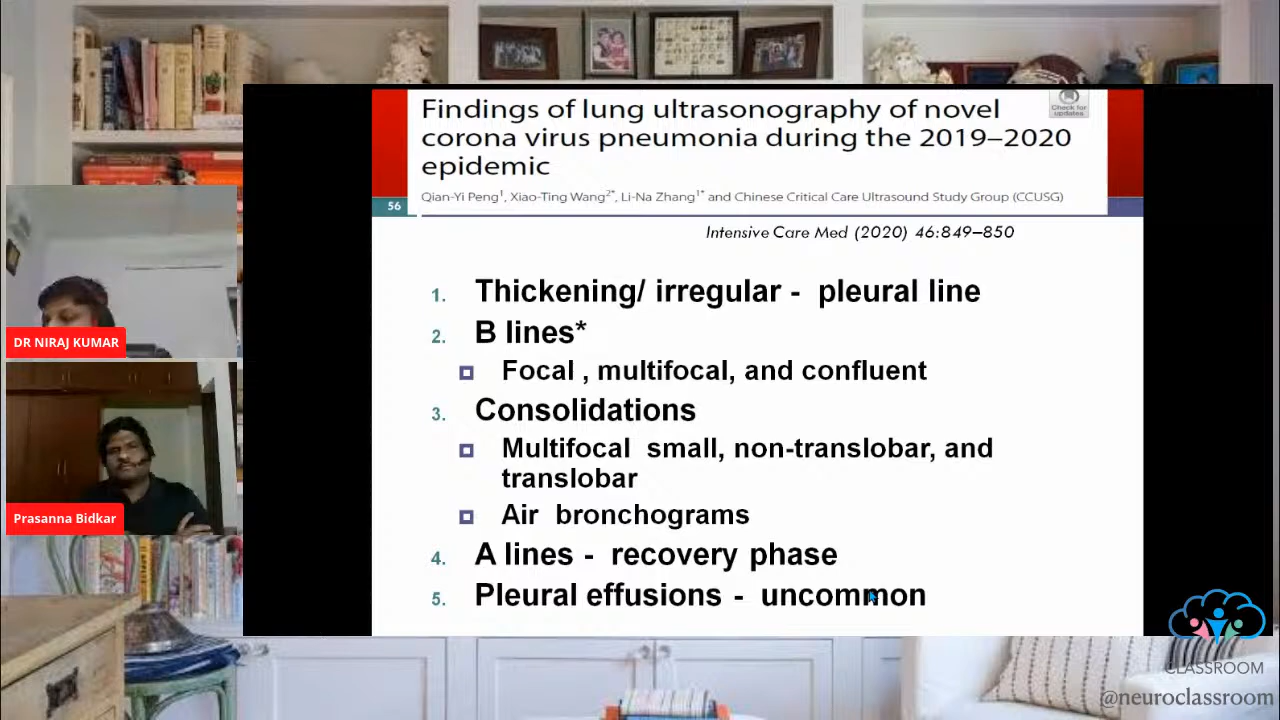 Findings of lung ultrasonography of novel
corona virus pneumonia during the 2019–2020
epidemic
Check for
updates
Qian-Yi Peng1, Xiao-Ting Wang2*, Li-Na Zhang1* and Chinese Critical Care Ultrasound Study Group (CCUSG)
56
Intensive Care Med (2020) 46:849–850
1. Thickening/ irregular - pleural line
2. B lines*
Focal , multifocal, and confluent
3. Consolidations
Multifocal small, non-translobar, and
translobar
Air bronchograms
4. A lines - recovery phase
5. Pleural effusions - uncommon
DR NIRAJ KUMAR
Prasanna Bidkar
CLASSROOM
@neuroclassroom